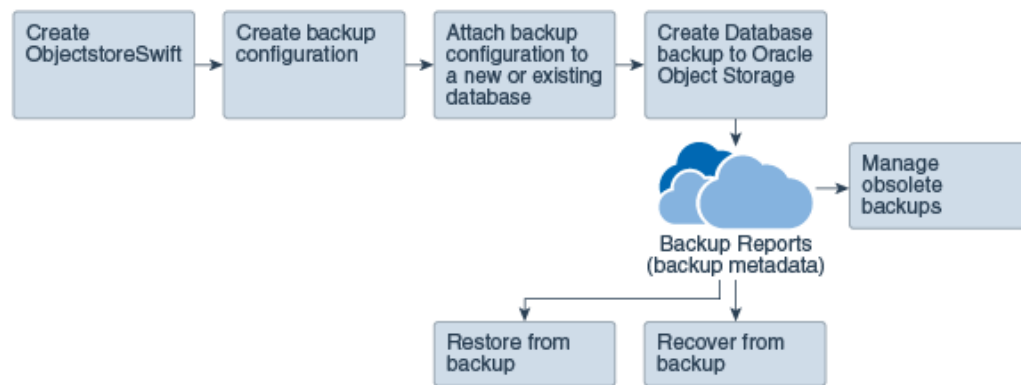 Create
ObjectstoreSwift
Create backup
configuration
Attach backup
configuration to
a new or existing
database
Create Database
backup to Oracle
Object Storage
Manage
obsolete
backups
Backup Reports
(backup metadata)
Restore from
backup
Recover from
backup